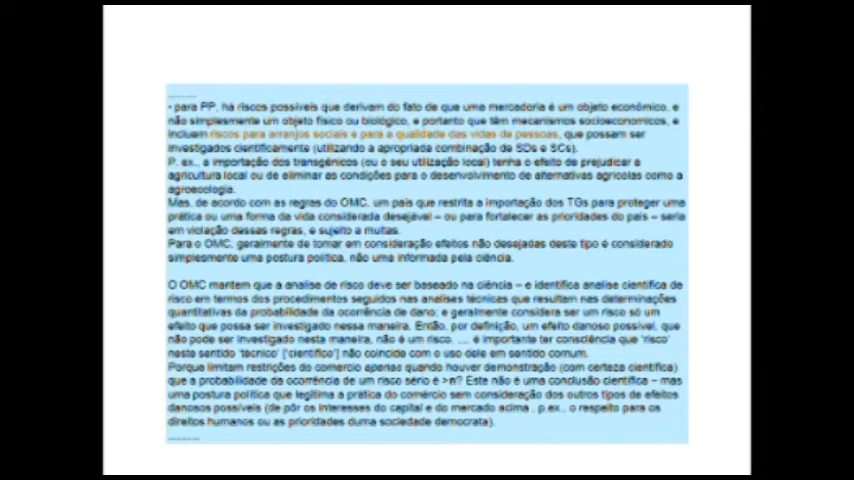 - para PP, há riscos possíveis que derivam do fato de que uma mercadoria é um objeto econômico, e
não simplesmente um objeto físico ou biológico, e portanto que têm mecanismos socioeconomicos, e
incluem riscos para arranjos sociais e para a qualidade das vidas de pessoas, que possam ser
investigados cientificamente (utilizando a apropriada combinação de SDs e SCs).
P. ex., a importação dos transgênicos (ou o seu utilização local) tenha o efeito de prejudicar a
agricultura local ou de eliminar as condições para o desenvolvimento de alternativas agrícolas como a
agroecologia.
Mas, de acordo com as regras do OMC, um país que restrita a importação dos TGs para proteger uma
prática ou uma forma da vida considerada desejável – ou para fortalecer as prioridades do país – seria
em violação dessas regras, e sujeito a multas.
Para o OMC, geralmente de tomar em consideração efeitos não desejadas deste tipo é considerado
simplesmente uma postura política, não uma informada pela ciência.
O OMC mantem que a analise de risco deve ser baseado na ciência – e identifica analise cientifica de
risco em termos dos procedimentos seguidos nas analises técnicas que resultam nas determinações
quantitativas da probabilidade da ocorrência de dano; e geralmente considera ser um risco só um
efeito que possa ser investigado nessa maneira. Então, por definição, um efeito danoso possível, que
não pode ser investigado nesta maneira, não é um risco. .... é importante ter consciência que 'risco'
neste sentido 'técnico' ['científico'] não coincide com o uso dele em sentido comum.
Porque limitam restrições do comercio apenas quando houver demonstração (com certeza científica)
que a probabilidade da ocorrência de um risco sério é >n? Este não é uma conclusão científica – mas
uma postura política que legitima a prática do comércio sem consideração dos outros tipos de efeitos
danosos possíveis (de pôr os interesses do capital e do mercado acima , p.ex., o respeito para os
direitos humanos ou as prioridades duma sociedade democrata).